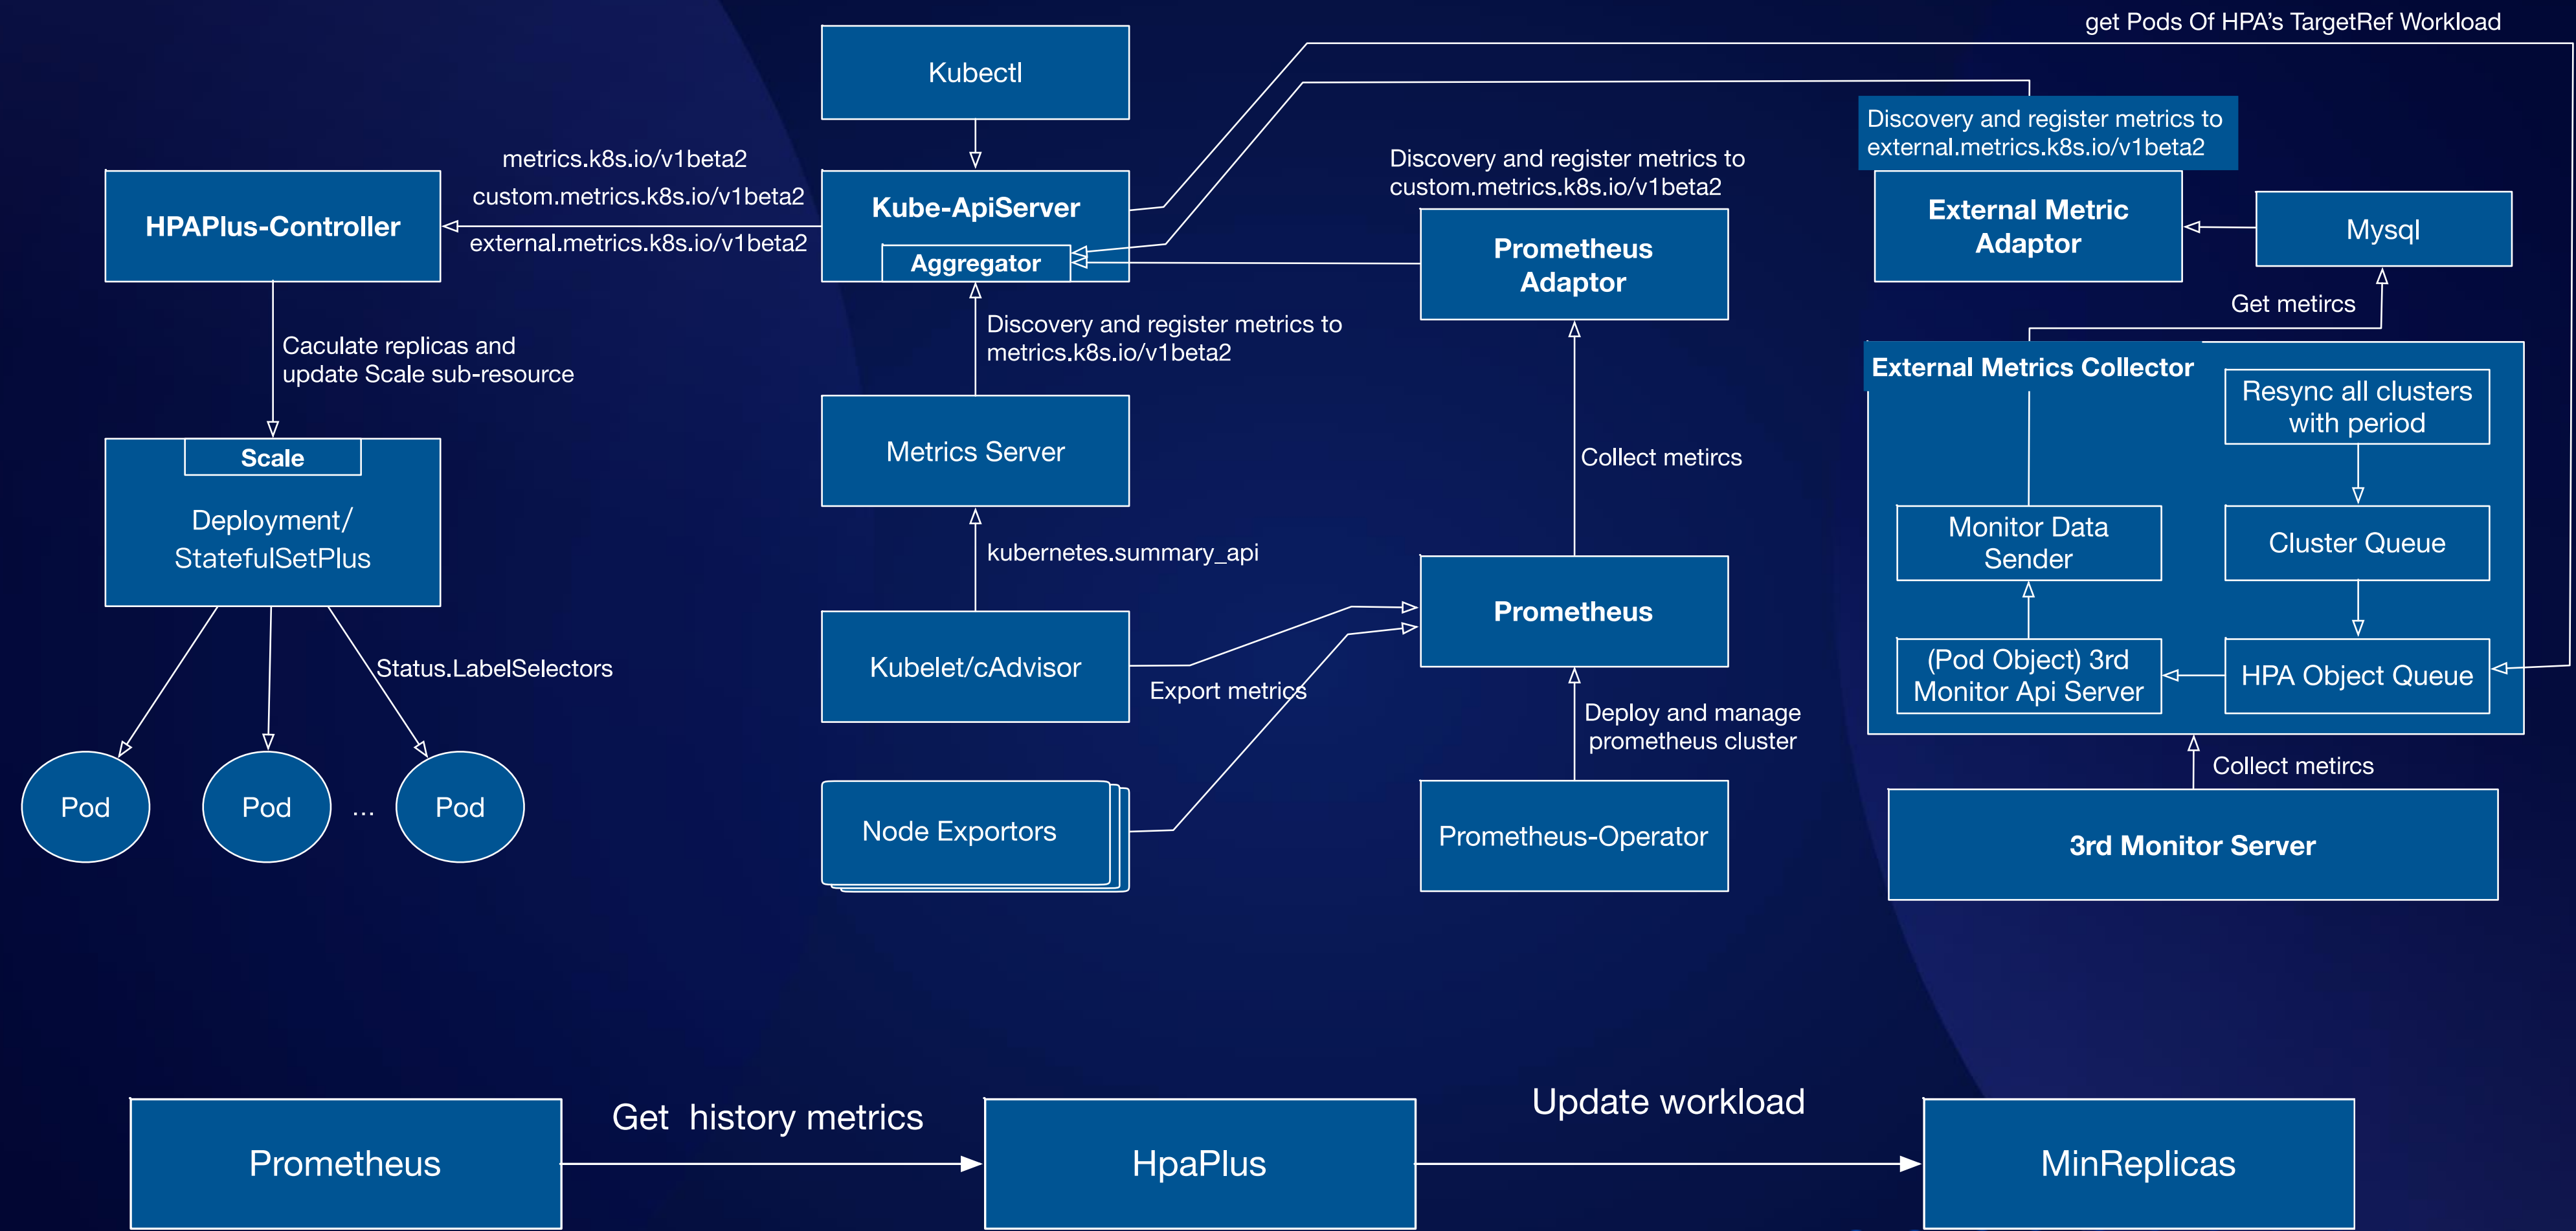 get Pods Of HPA's TargetRef Workload
Kubectl
Discovery and register metrics to
external.metrics.k8s.io/v1beta2
metrics.k8s.io/v1beta2
custom.metrics.k8s.io/v1beta2
external.metrics.k8s.io/v1beta2
Discovery and register metrics to
custom.metrics.k8s.io/v1beta2
HPAPlus-Controller
Kube-ApiServer
Aggregator
Prometheus
Adaptor
External Metric
Adaptor
Mysql
Get metircs
Caculate replicas and
update Scale sub-resource
Discovery and register metrics to
metrics.k8s.io/v1beta2
External Metrics Collector
Resync all clusters
with period
Scale
Deployment/
StatefulSetPlus
Metrics Server
Collect metircs
Monitor Data
Sender
Cluster Queue
kubernetes.summary_api
Prometheus
Status.LabelSelectors
Kubelet/cAdvisor
Export metrics
(Pod Object) 3rd
Monitor Api Server
HPA Object Queue
Deploy and manage
prometheus cluster
Collect metircs
Pod
Pod
...
Pod
Node Exportors
Prometheus-Operator
3rd Monitor Server
Prometheus
Get history metrics
HpaPlus
Update workload
MinReplicas